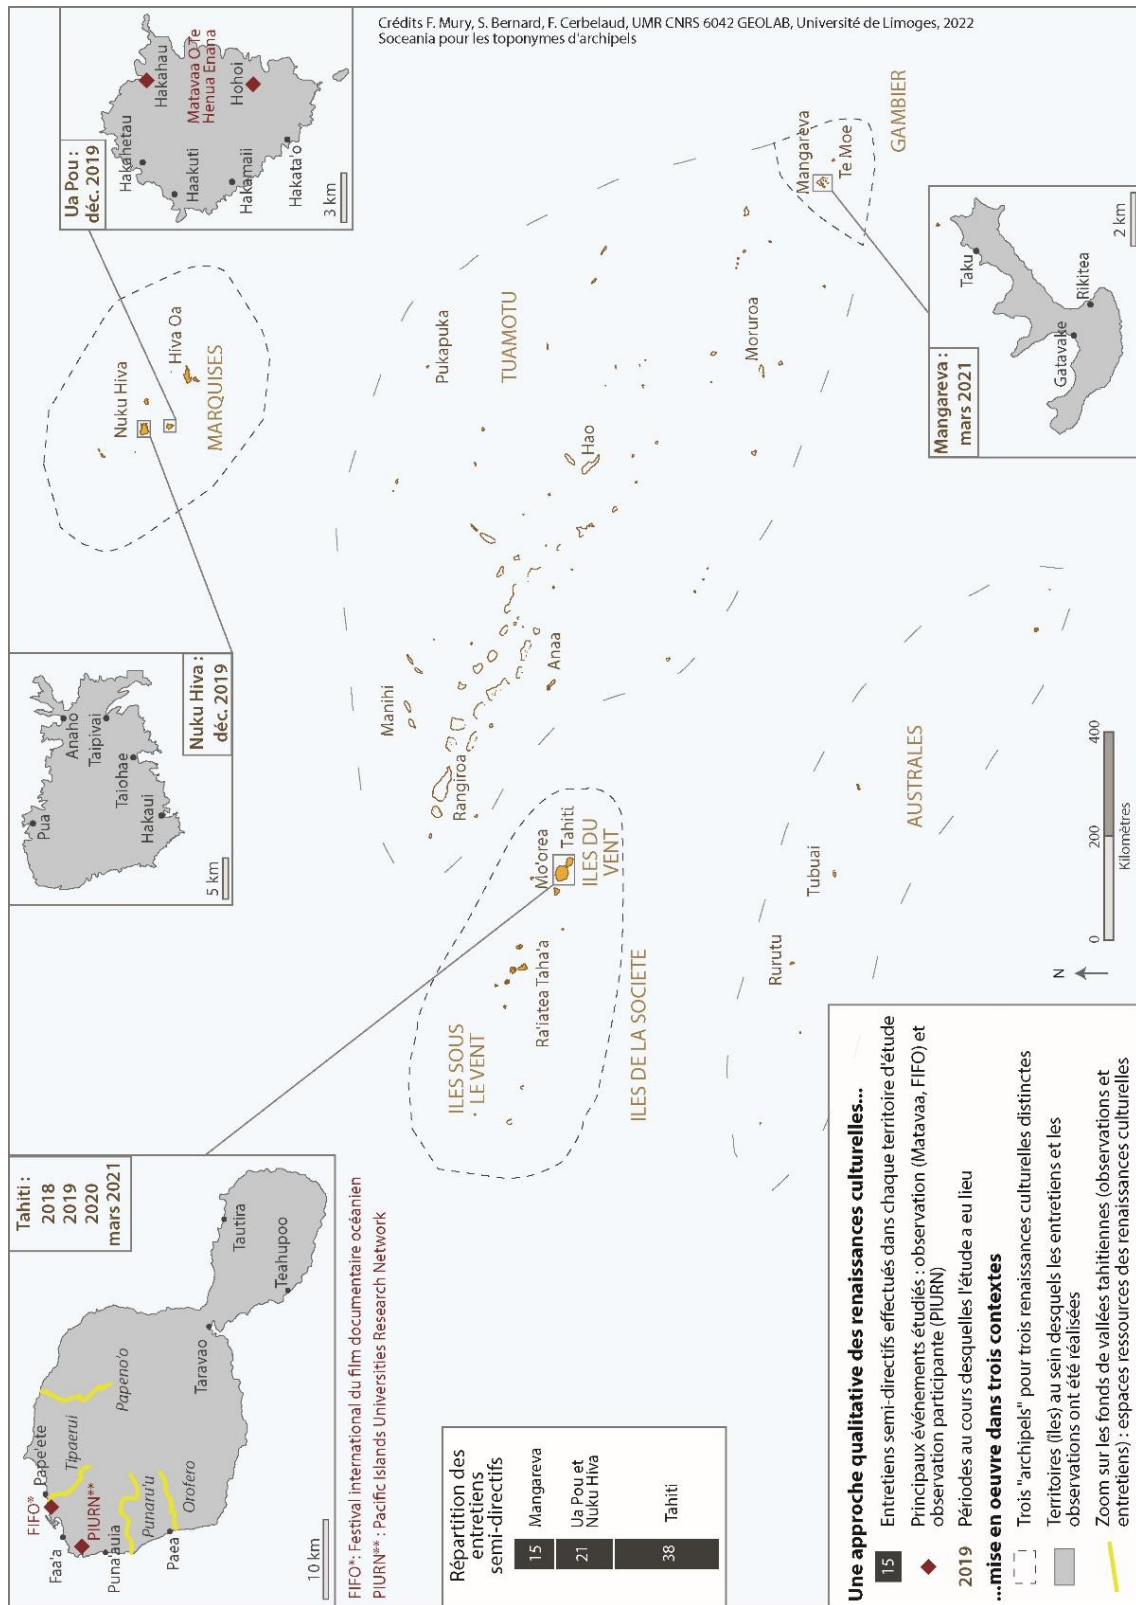 Tahiti :
2018
2019
2020
mars 2021
FIFO*
Pape'ete
Faa'a
PIURN**
Tipaerui
Papeno'o
Puna'auia
Punaru'u
Orofero
Paea
Taravao
Tautira
Teahupoo
10 km
FIFO*: Festival international du film documentaire océanien
PIURN** : Pacific Islands Universities Research Network
Pua
Anaho
Taipivai
Taiohae
Hakaui
5 km
Nuku Hiva :
déc. 2019
Ua Pou :
déc. 2019
Hakahetau
Hakahau
Haakuti
Matavaa O Te
Henua Enana
Hakamaii
Hohoi
Hakata'o
3 km
Crédits F. Mury, S. Bernard, F. Cerbelaud, UMR CNRS 6042 GEOLAB, Université de Limoges, 2022
Soceania pour les toponymes d'archipels
Nuku Hiva
Hiva Oa
MARQUISES
Manihi
Rangiroa
Anaa
Pukapuka
TUAMOTU
Hao
Moruroa
Mangareva
Te Moe
GAMBIER
ILES SOUS
LE VENT
Ra'iatea Taha'a
Mo'orea
Tahiti
ILES DU
VENT
ILES DE LA SOCIETE
Rurutu
Tubuai
AUSTRALES
Mangareva :
mars 2021
Taku
Gatavake
Rikitea
2 km
N
0
200
400
Kilomètres
Répartition des
entretiens
semi-directifs
15
Mangareva
21
Ua Pou et
Nuku Hiva
38
Tahiti
Une approche qualitative des renaissances culturelles...
15
Entretiens semi-directifs effectués dans chaque territoire d'étude
Principaux événements étudiés : observation (Matavaa, FIFO) et
observation participante (PIURN)
2019
Périodes au cours desquelles l'étude a eu lieu
...mise en oeuvre dans trois contextes
Trois "archipels" pour trois renaissances culturelles distinctes
Territoires (îles) au sein desquels les entretiens et les
observations ont été réalisées
Zoom sur les fonds de vallées tahitiennes (observations et
entretiens) : espaces ressources des renaissances culturelles